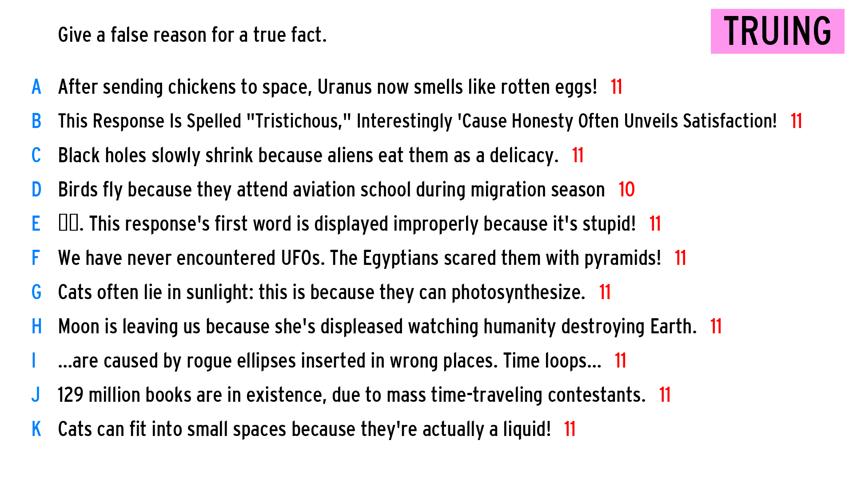 Give a false reason for a true fact.
TRUING
A After sending chickens to space, Uranus now smells like rotten eggs! 11
B This Response Is Spelled "Tristichous," Interestingly 'Cause Honesty Often Unveils Satisfaction! 11
C Black holes slowly shrink because aliens eat them as a delicacy. 11
D Birds fly because they attend aviation school during migration season 10
E ▯▯. This response's first word is displayed improperly because it's stupid! 11
F We have never encountered UFOs. The Egyptians scared them with pyramids! 11
G Cats often lie in sunlight: this is because they can photosynthesize. 11
H Moon is leaving us because she's displeased watching humanity destroying Earth. 11
I ...are caused by rogue ellipses inserted in wrong places. Time loops... 11
J 129 million books are in existence, due to mass time-traveling contestants. 11
K Cats can fit into small spaces because they're actually a liquid! 11